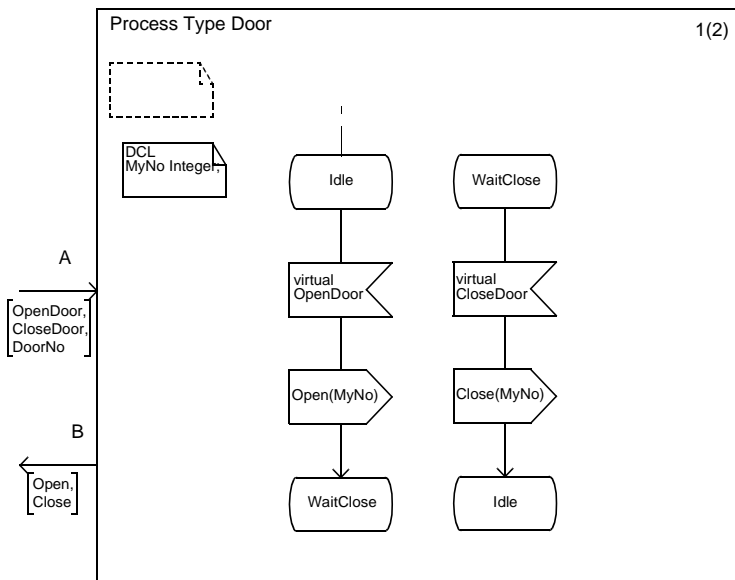 Process Type Door
1(2)
DCL
MyNo Integer;
Idle
WaitClose
A
virtual
OpenDoor
virtual
CloseDoor
OpenDoor,
CloseDoor,
DoorNo
Open(MyNo)
Close(MyNo)
B
Open,
Close
WaitClose
Idle